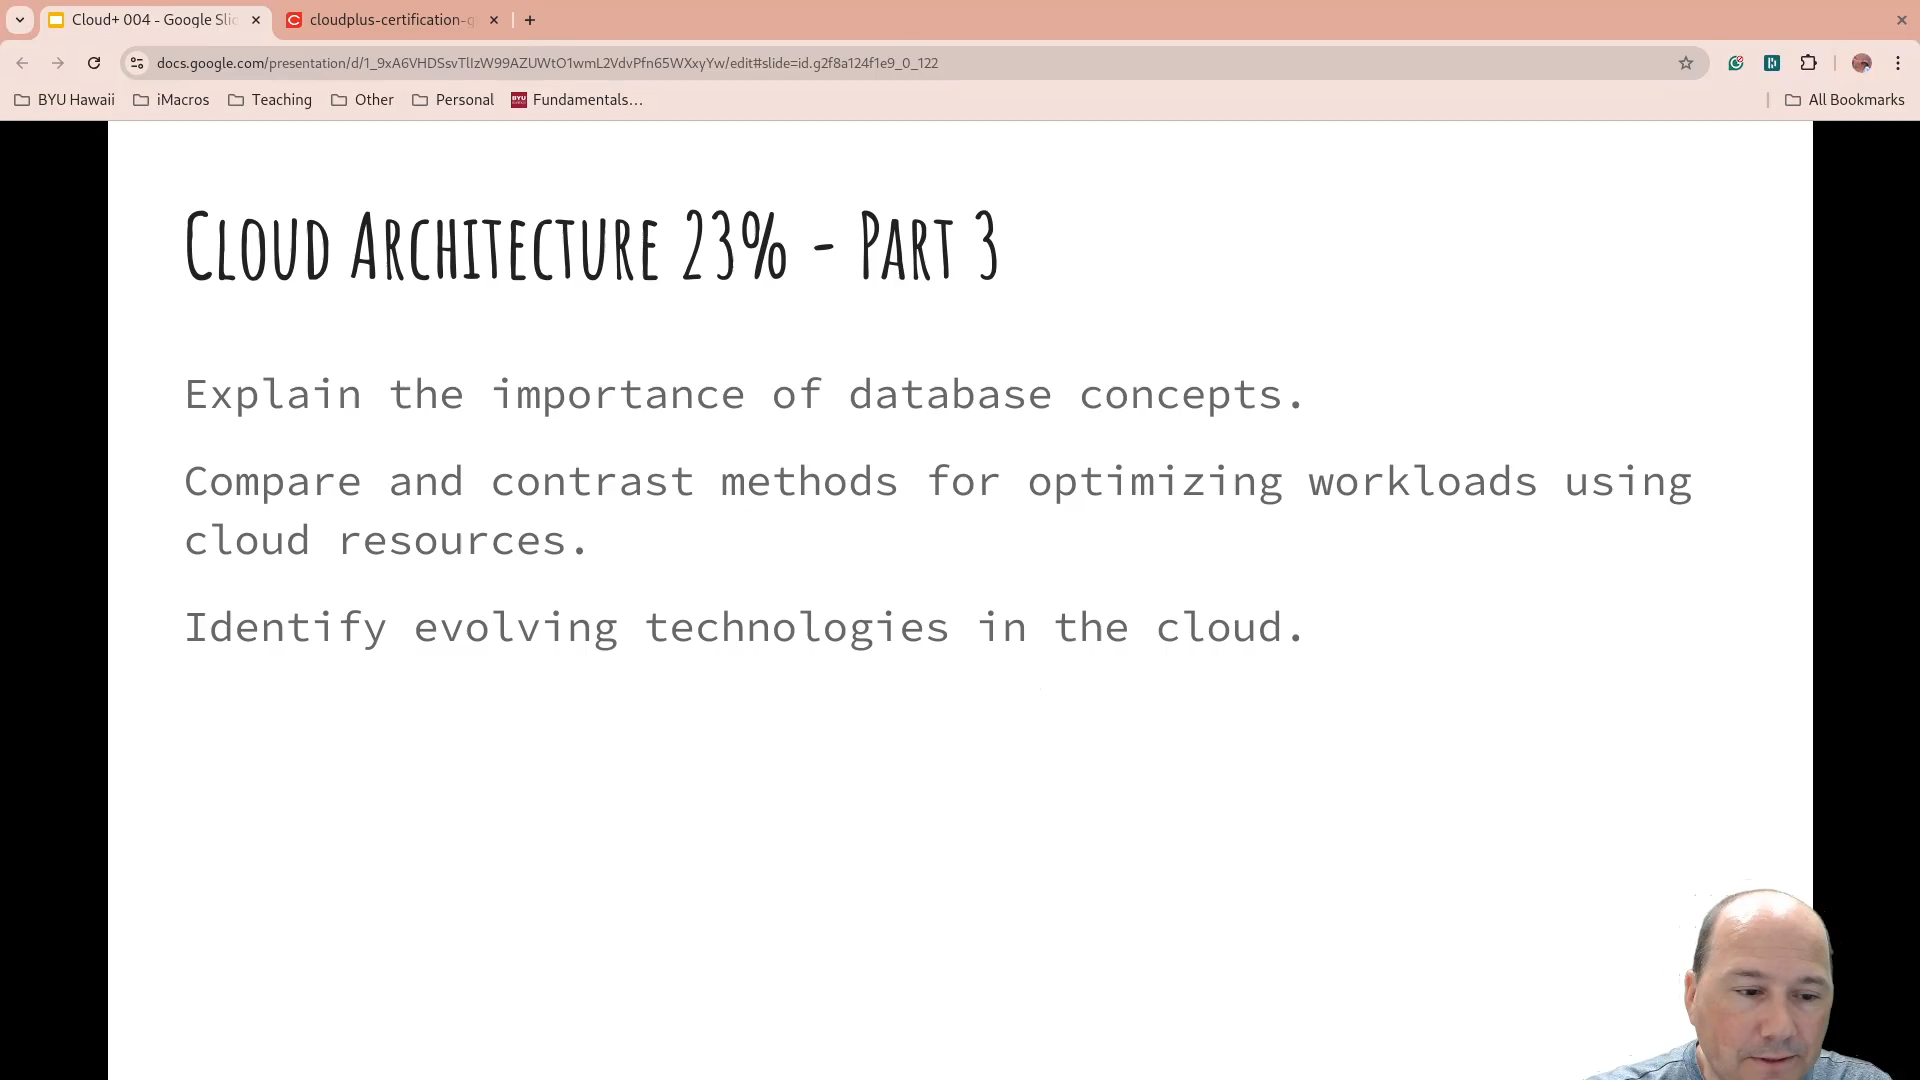 Cloud+ 004 - Google Slic
cloudplus-certification-
docs.google.com/presentation/d/1_9xA6VHDSsvTlIzW99AZUWtO1wmL2VdvPfn65WXxyYw/edit#slide=id.g2f8a124f1e9_0_122
BYU Hawaii iMacros Teaching Other Personal Fundamentals… All Bookmarks
Cloud Architecture 23% - Part 3
Explain the importance of database concepts.
Compare and contrast methods for optimizing workloads using
cloud resources.
Identify evolving technologies in the cloud.